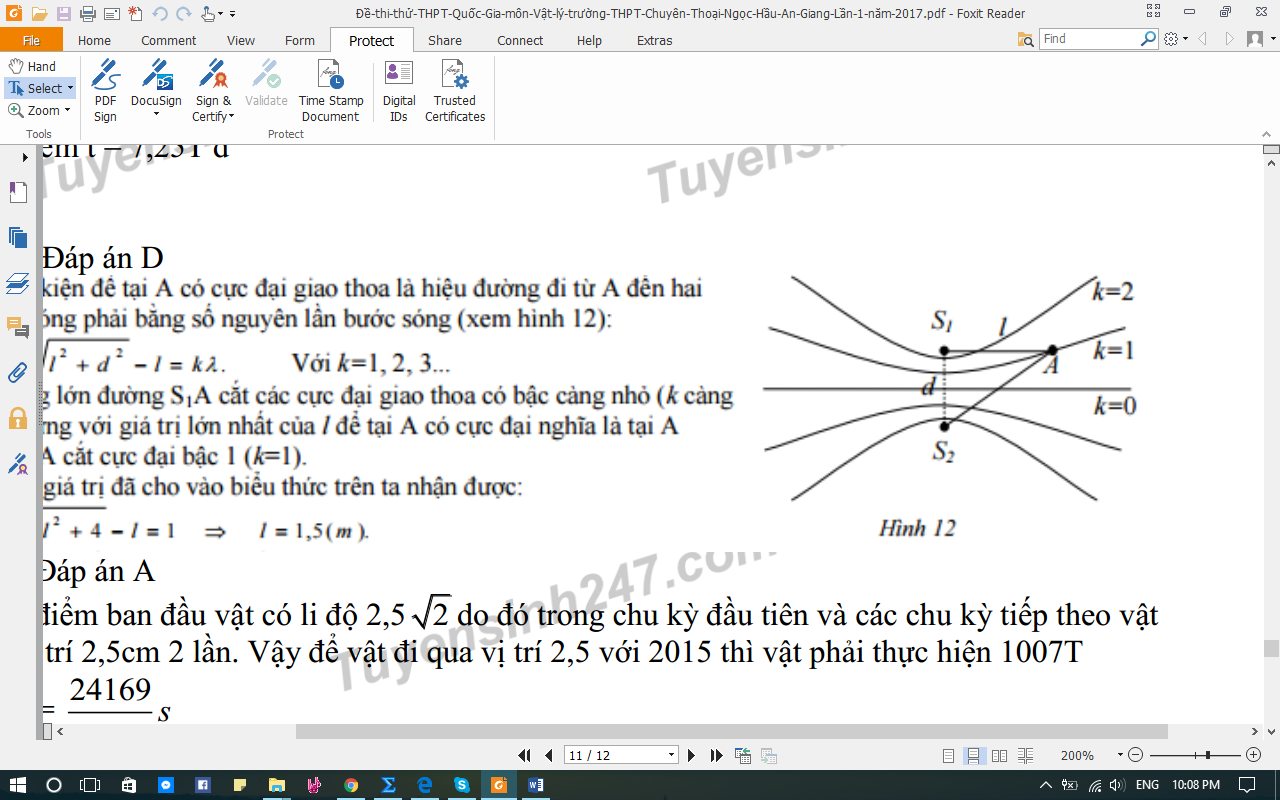 Đề-thi-thử-THPT-Quốc-Gia-môn-Vật-lý-trường-THPT-Chuyên-Thoại-Ngọc-Hầu-An-Giang-Lần-1-năm-2017.pdf - Foxit Reader
File Home Comment View Form Protect Share Connect Help Extras Find
Hand
Select
Zoom
Tools
PDF Sign
DocuSign
Sign & Certify
Validate
Time Stamp Document
Digital IDs
Trusted Certificates
Protect
êm t = 7,231 d
Tuyensinh247.com
Đáp án D
kiện để tại A có cực đại giao thoa là hiệu đường đi từ A đến hai
óng phải bằng số nguyên lần bước sóng (xem hình 12):
√l² + d² – l = kλ. Với k=1, 2, 3...
g lớn đường S₁A cắt các cực đại giao thoa có bậc càng nhỏ (k càng
ứng với giá trị lớn nhất của l để tại A có cực đại nghĩa là tại A
A cắt cực đại bậc 1 (k=1).
giá trị đã cho vào biểu thức trên ta nhận được:
l² + 4 – l = 1 ⇒ l = 1,5(m).
S₁
l
A
d
S₂
k=2
k=1
k=0
Hình 12
Đáp án A
điểm ban đầu vật có li độ 2,5√2 do đó trong chu kỳ đầu tiên và các chu kỳ tiếp theo vật
trí 2,5cm 2 lần. Vậy để vật đi qua vị trí 2,5 với 2015 thì vật phải thực hiện 1007T
= 24169 s
11 / 12
200%
ENG 10:08 PM